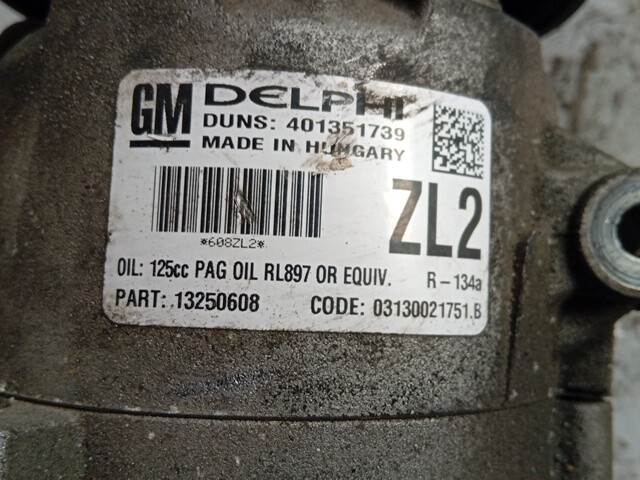 GM DELPHI
DUNS: 401351739
MADE IN HUNGARY
*608ZL2*
ZL2
OIL: 125cc PAG OIL RL897 OR EQUIV. R-134a
PART: 13250608 CODE: 03130021751.B